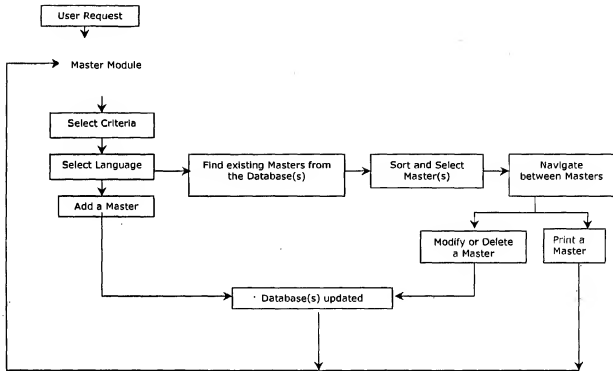 User Request
Master Module
Select Criteria
Select Language
Find existing Masters from
the Database(s)
Sort and Select
Master(s)
Navigate
between Masters
Add a Master
Modify or Delete
a Master
Print a
Master
Database(s) updated